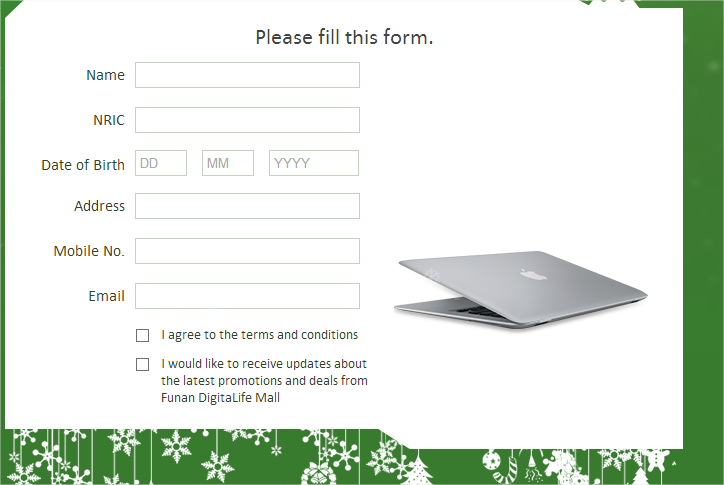 Please fill this form.
Name
NRIC
Date of Birth DD MM YYYY
Address
Mobile No.
Email
I agree to the terms and conditions
I would like to receive updates about
the latest promotions and deals from
Funan DigitaLife Mall